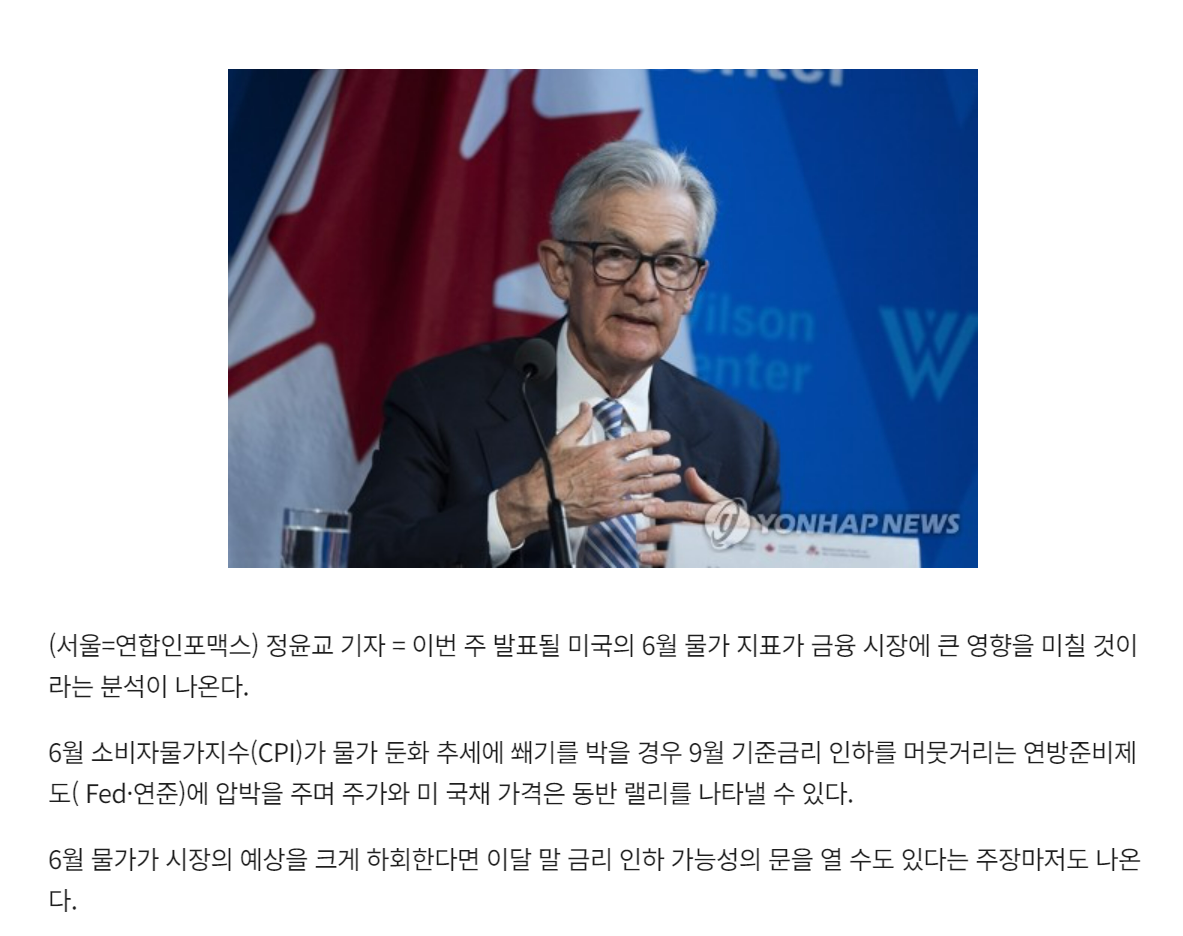 enter
Wilson
enter
W
YONHAP NEWS
(서울=연합인포맥스) 정윤교 기자 = 이번 주 발표될 미국의 6월 물가 지표가 금융 시장에 큰 영향을 미칠 것이
라는 분석이 나온다.
6월 소비자물가지수(CPI)가 물가 둔화 추세에 쐐기를 박을 경우 9월 기준금리 인하를 머뭇거리는 연방준비제
도( Fed·연준)에 압박을 주며 주가와 미 국채 가격은 동반 랠리를 나타낼 수 있다.
6월 물가가 시장의 예상을 크게 하회한다면 이달 말 금리 인하 가능성의 문을 열 수도 있다는 주장마저도 나온
다.